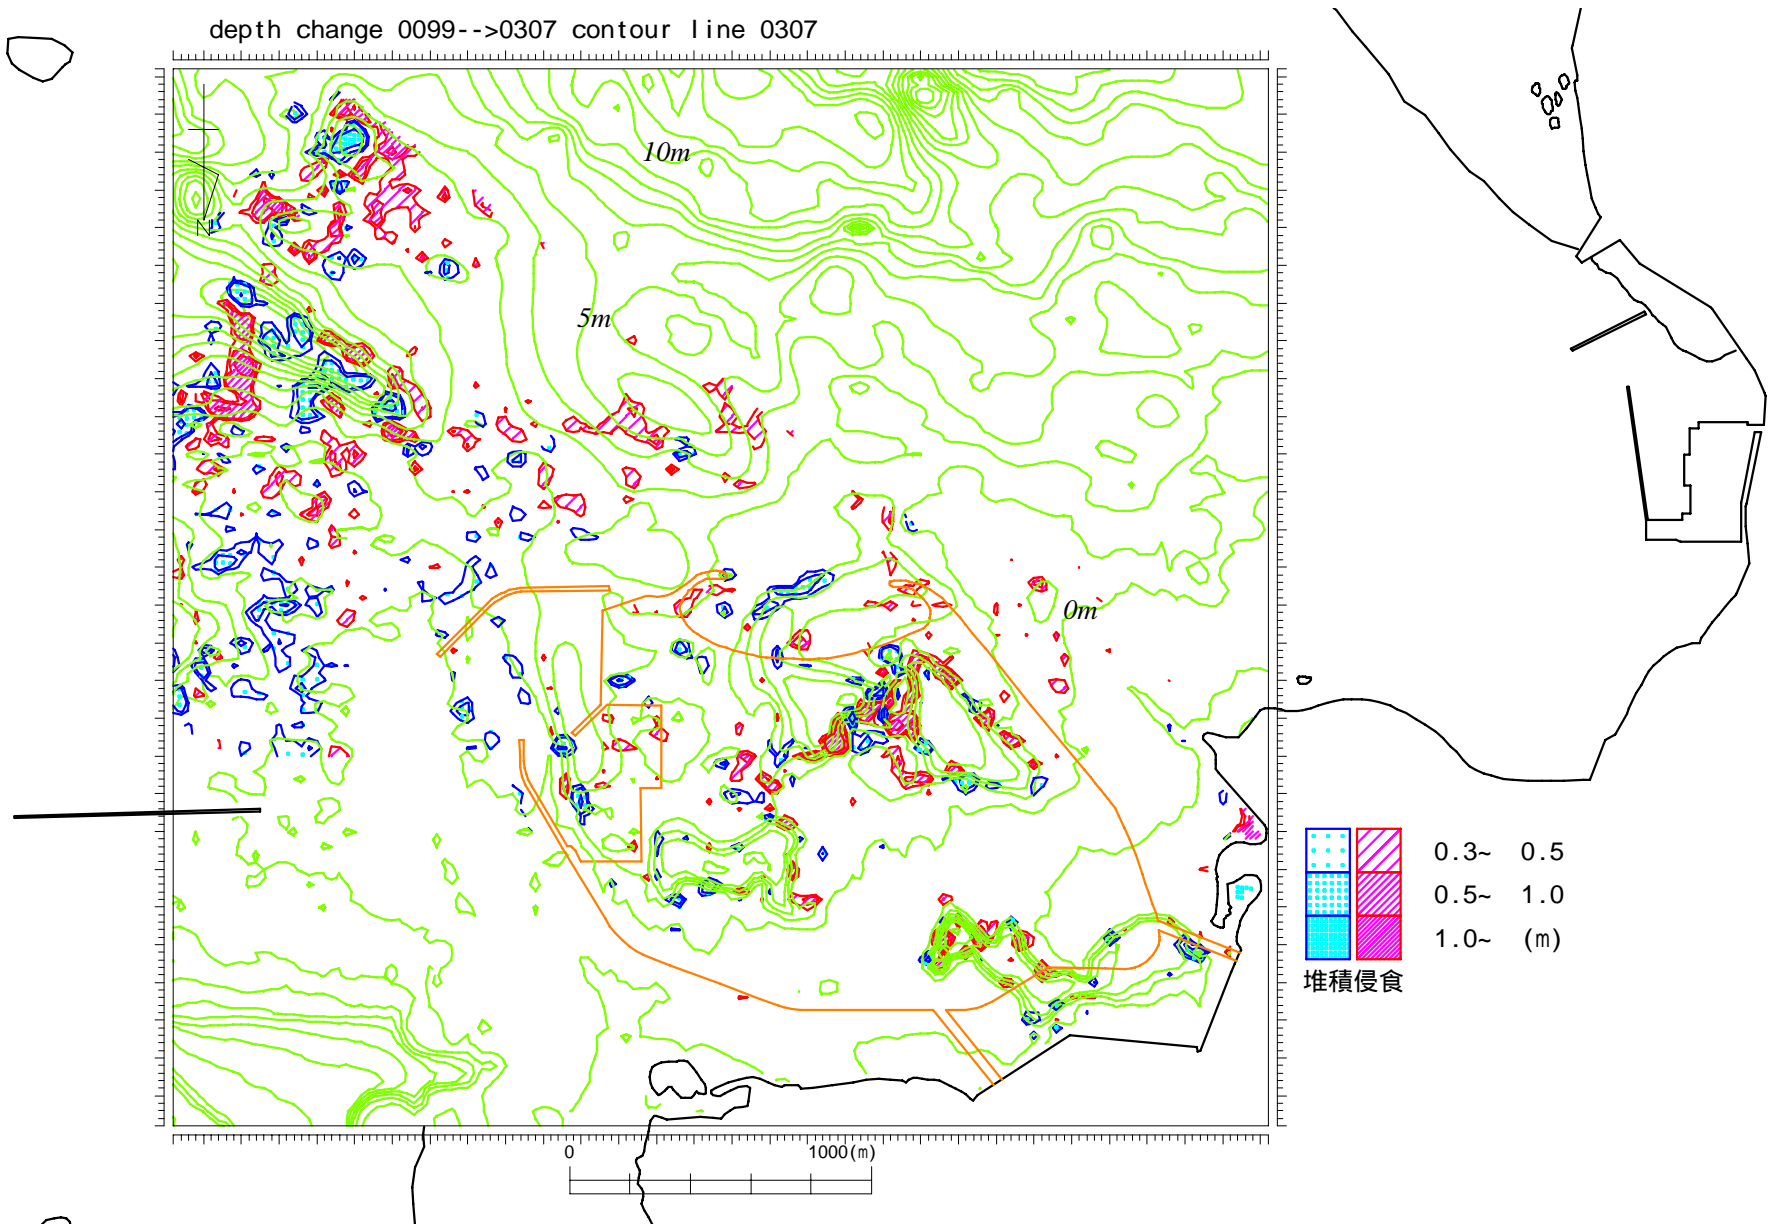 depth change 0099-->0307 contour line 0307
10m
N
5m
0m
0.3~ 0.5
0.5~ 1.0
1.0~ (m)
堆積侵食
0 1000(m)